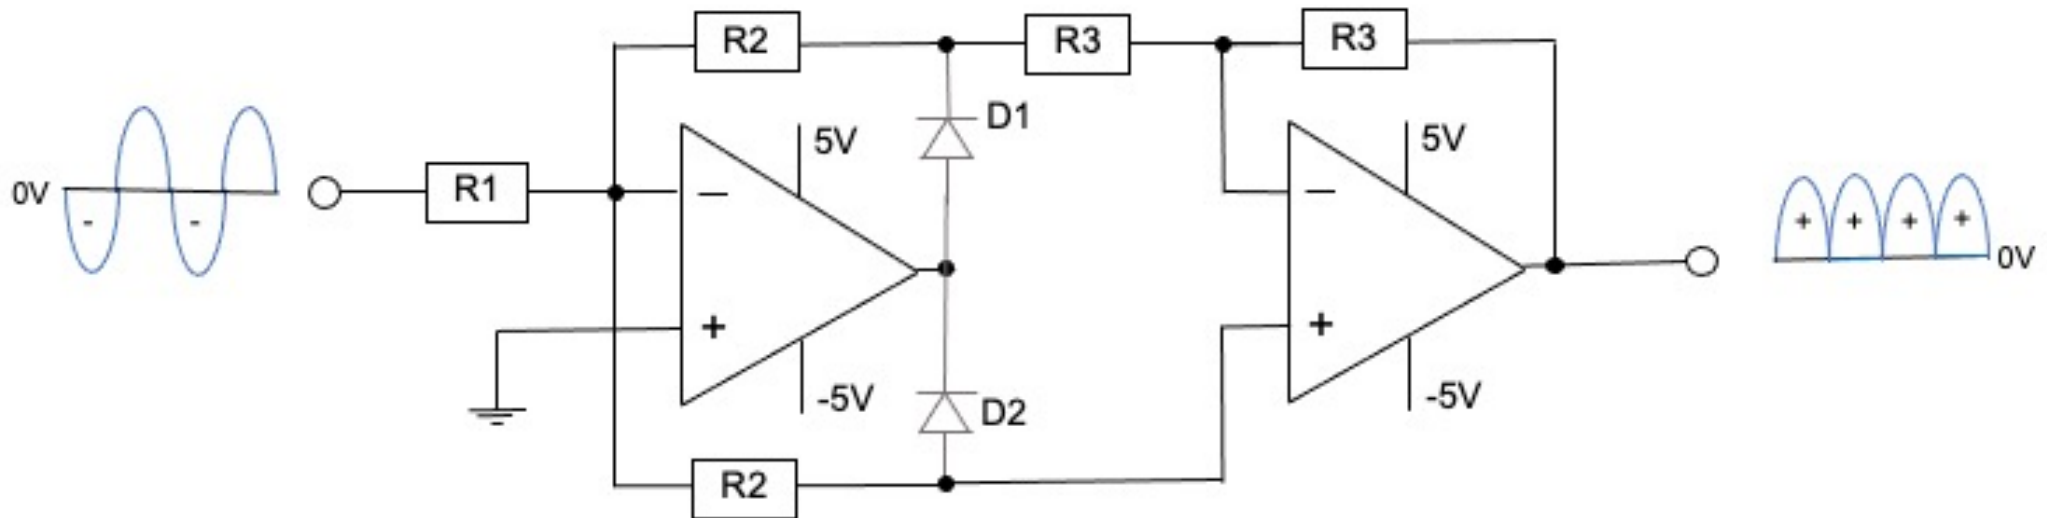 R2
R3
R3
D1
5V
5V
0V
-
-
R1
−
−
+
+
+
+
0V
+
+
-5V
-5V
D2
R2